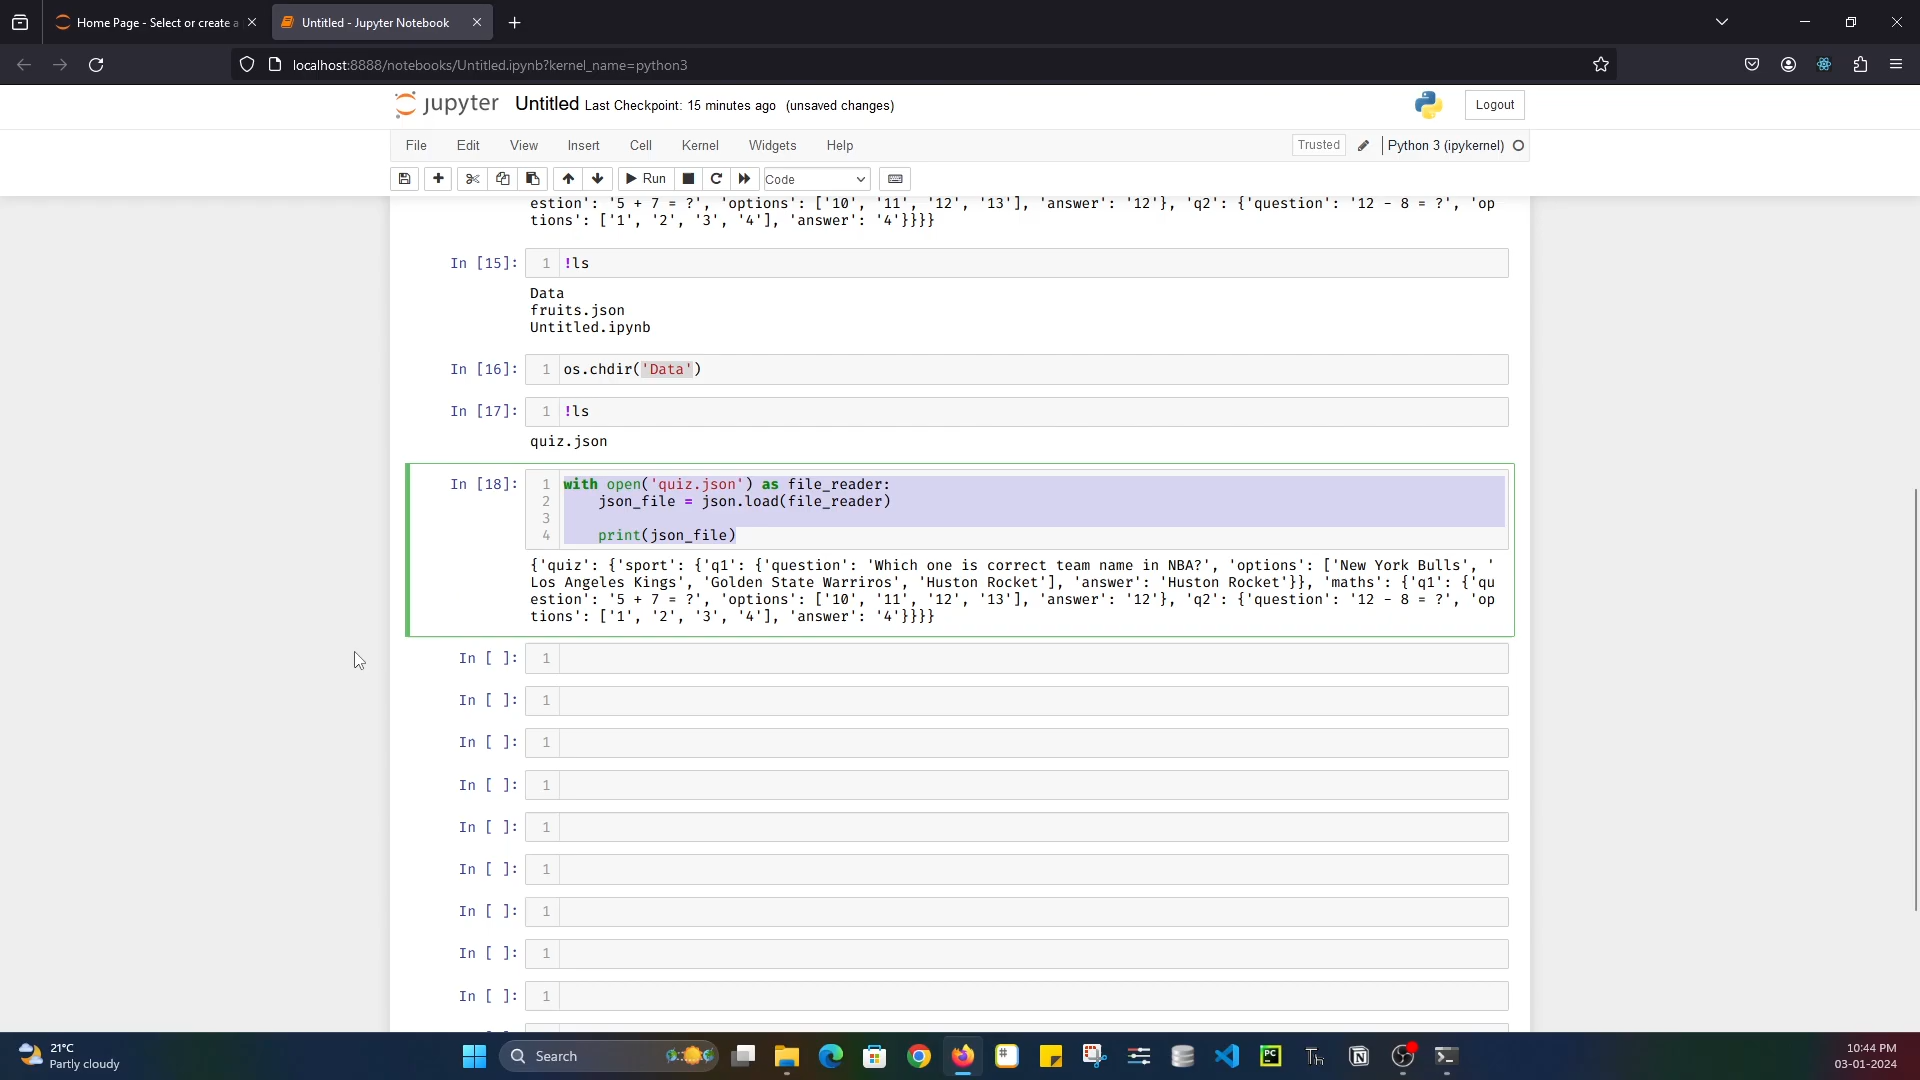 Home Page - Select or create a
Untitled - Jupyter Notebook
localhost:8888/notebooks/Untitled.ipynb?kernel_name=python3
jupyter Untitled Last Checkpoint: 15 minutes ago (unsaved changes)
Logout
File Edit View Insert Cell Kernel Widgets Help
Trusted Python 3 (ipykernel)
Run Code
estion': '5 + 7 = ?', 'options': ['10', '11', '12', '13'], 'answer': '12'}, 'q2': {'question': '12 - 8 = ?', 'op
tions': ['1', '2', '3', '4'], 'answer': '4'}}}}
In [15]: 1 !ls
Data
fruits.json
Untitled.ipynb
In [16]: 1 os.chdir('Data')
In [17]: 1 !ls
quiz.json
In [18]: 1 with open('quiz.json') as file_reader:
2 json_file = json.load(file_reader)
3
4 print(json_file)
{'quiz': {'sport': {'q1': {'question': 'Which one is correct team name in NBA?', 'options': ['New York Bulls', '
Los Angeles Kings', 'Golden State Warriros', 'Huston Rocket'], 'answer': 'Huston Rocket'}}, 'maths': {'q1': {'qu
estion': '5 + 7 = ?', 'options': ['10', '11', '12', '13'], 'answer': '12'}, 'q2': {'question': '12 - 8 = ?', 'op
tions': ['1', '2', '3', '4'], 'answer': '4'}}}}
In [ ]: 1
In [ ]: 1
In [ ]: 1
In [ ]: 1
In [ ]: 1
In [ ]: 1
In [ ]: 1
In [ ]: 1
In [ ]: 1
21°C
Partly cloudy
Search
10:44 PM
03-01-2024